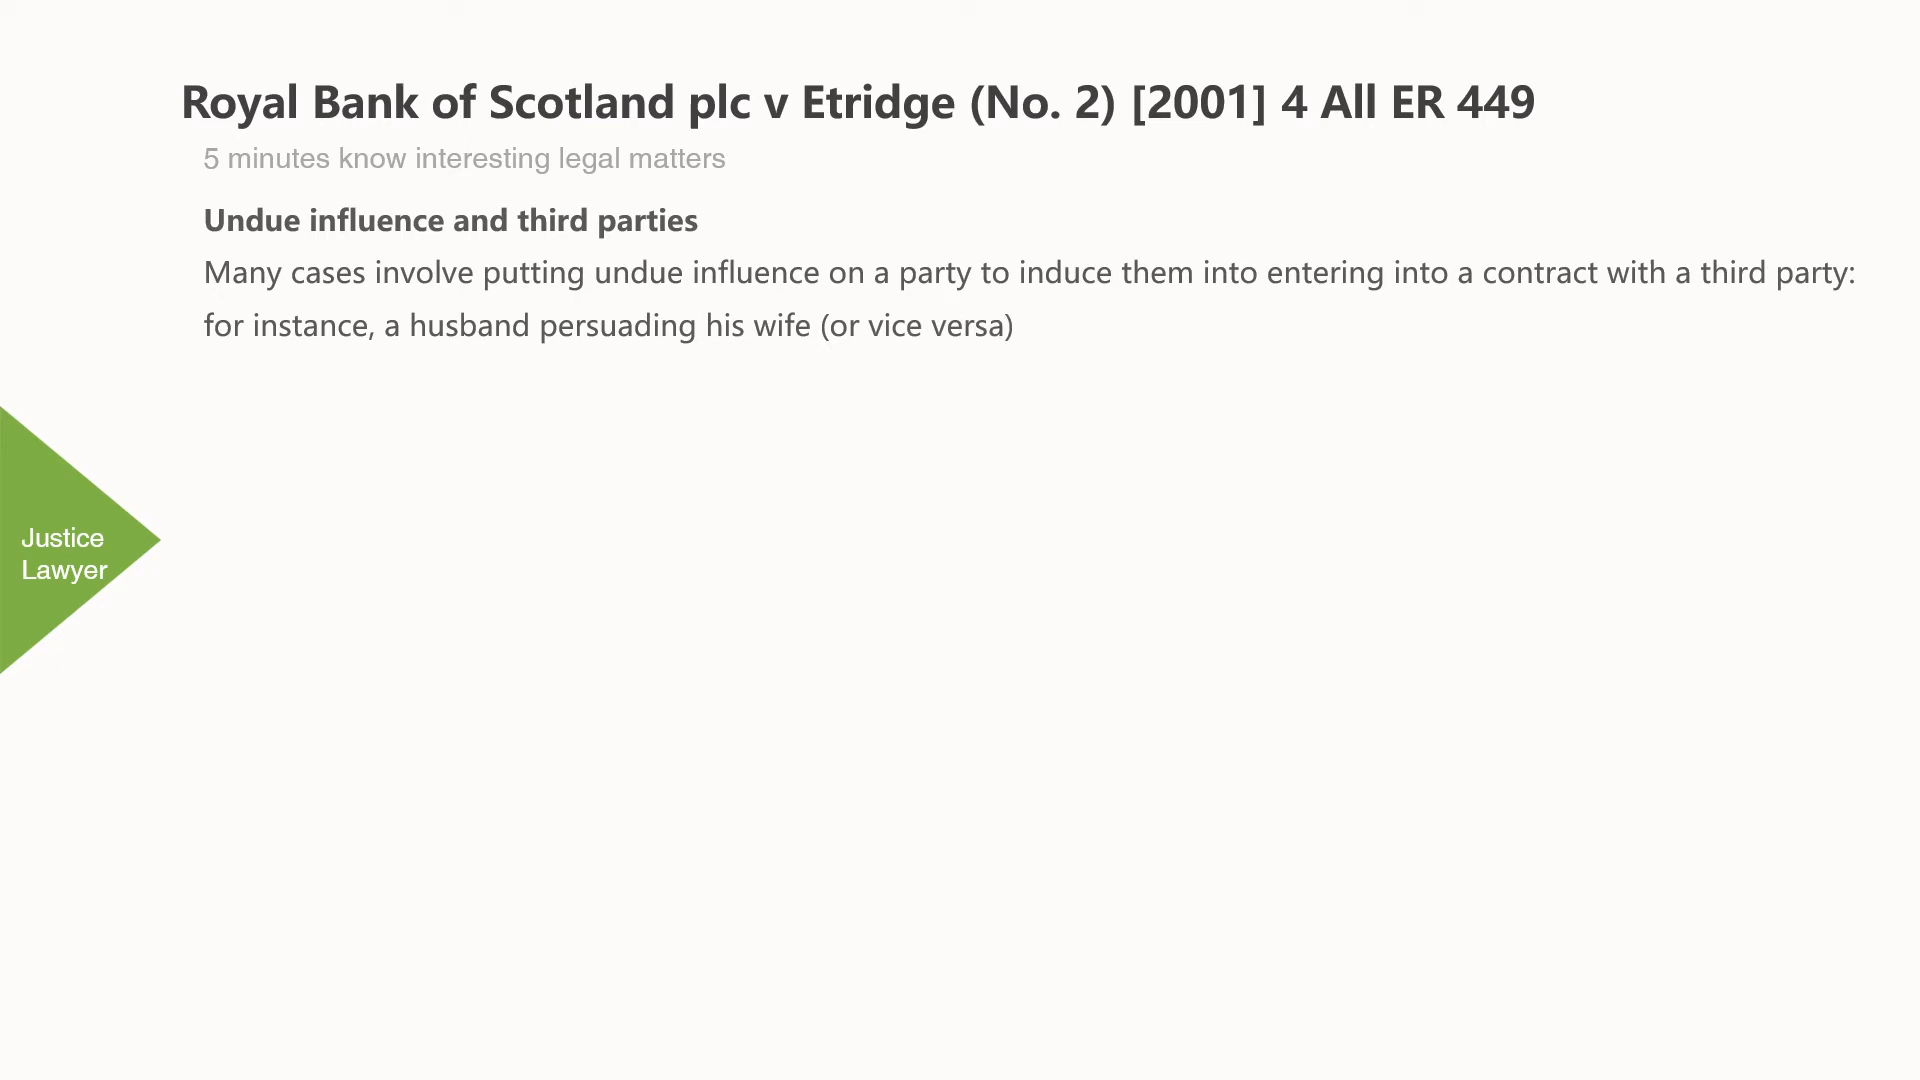 Royal Bank of Scotland plc v Etridge (No. 2) [2001] 4 All ER 449
5 minutes know interesting legal matters
Undue influence and third parties
Many cases involve putting undue influence on a party to induce them into entering into a contract with a third party:
for instance, a husband persuading his wife (or vice versa)
Justice
Lawyer